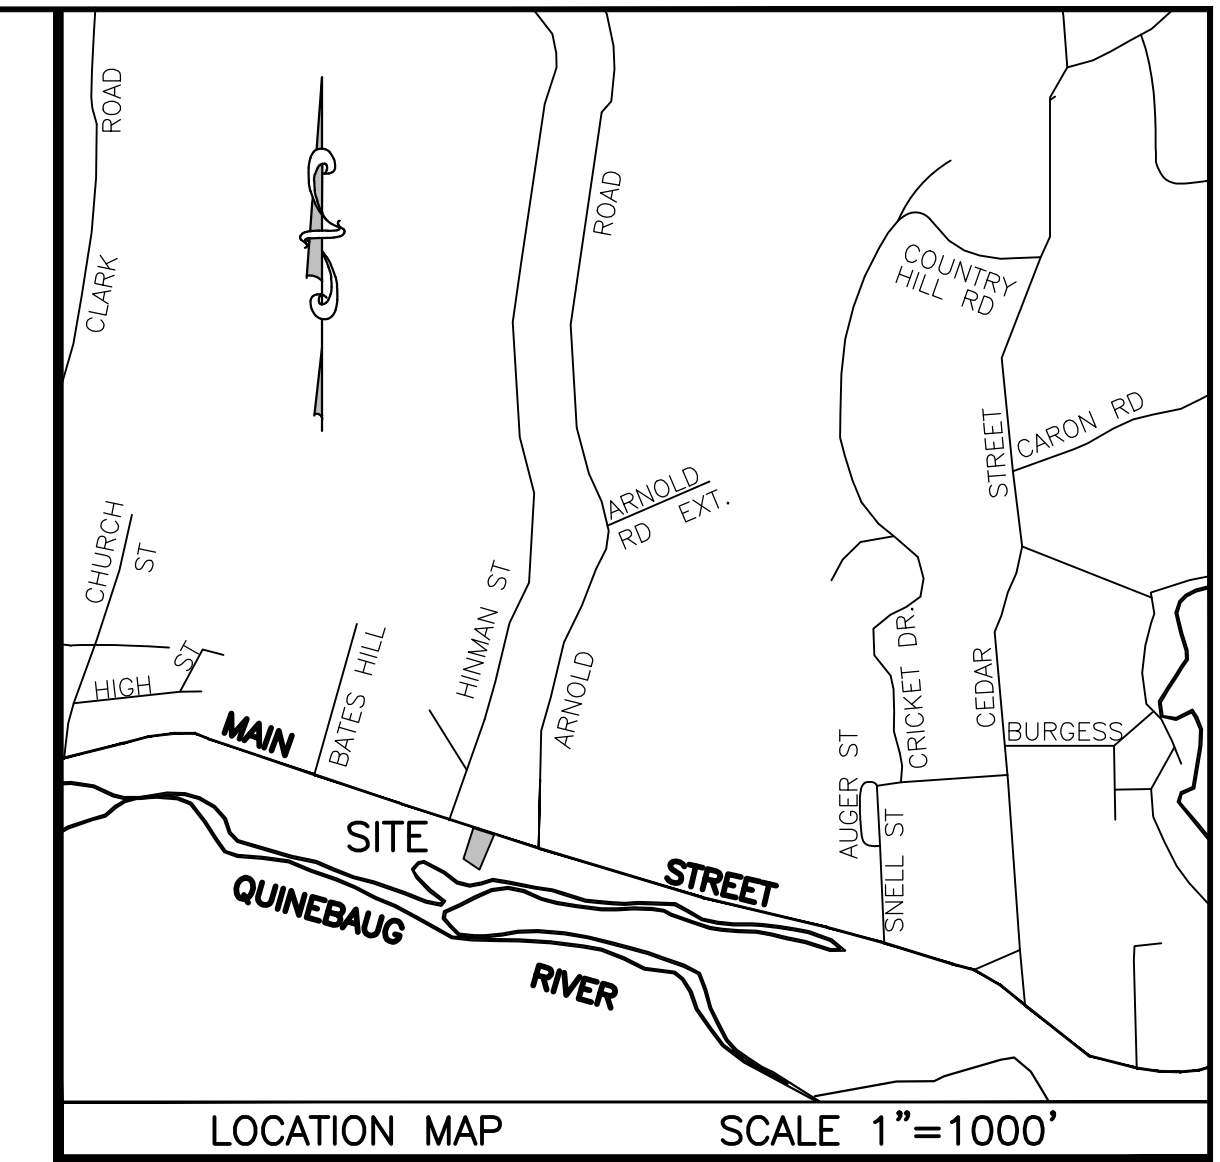 CLARK ROAD
ROAD
COUNTRY
HILL RD
CARON RD
STREET
ARNOLD
RD EXT.
CHURCH
ST
HINMAN ST
HIGH ST
BATES HILL
ARNOLD
CRICKET DR.
CEDAR
BURGESS
MAIN
AUGER ST
SNELL ST
SITE
STREET
QUINEBAUG
RIVER
LOCATION MAP
SCALE 1"=1000'